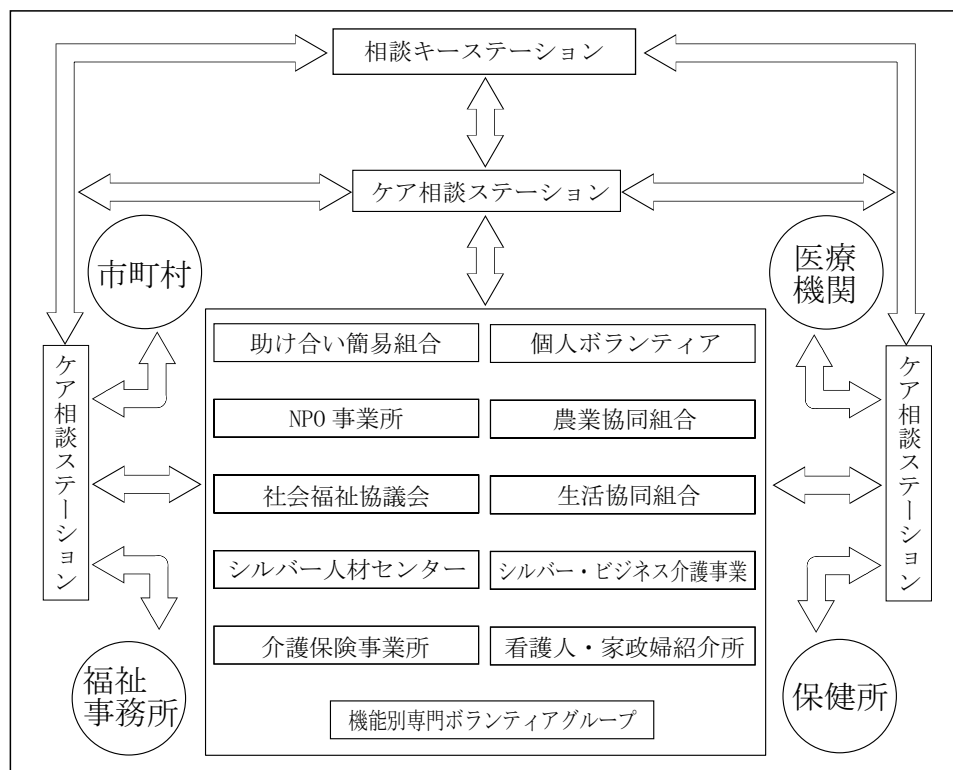 相談キーステーション
ケア相談ステーション
市町村
医療
機関
助け合い簡易組合
個人ボランティア
ケア相談ステーション
ケア相談ステーション
NPO 事業所
農業協同組合
社会福祉協議会
生活協同組合
シルバー人材センター
シルバー・ビジネス介護事業
介護保険事業所
看護人・家政婦紹介所
福祉
事務所
保健所
機能別専門ボランティアグループ